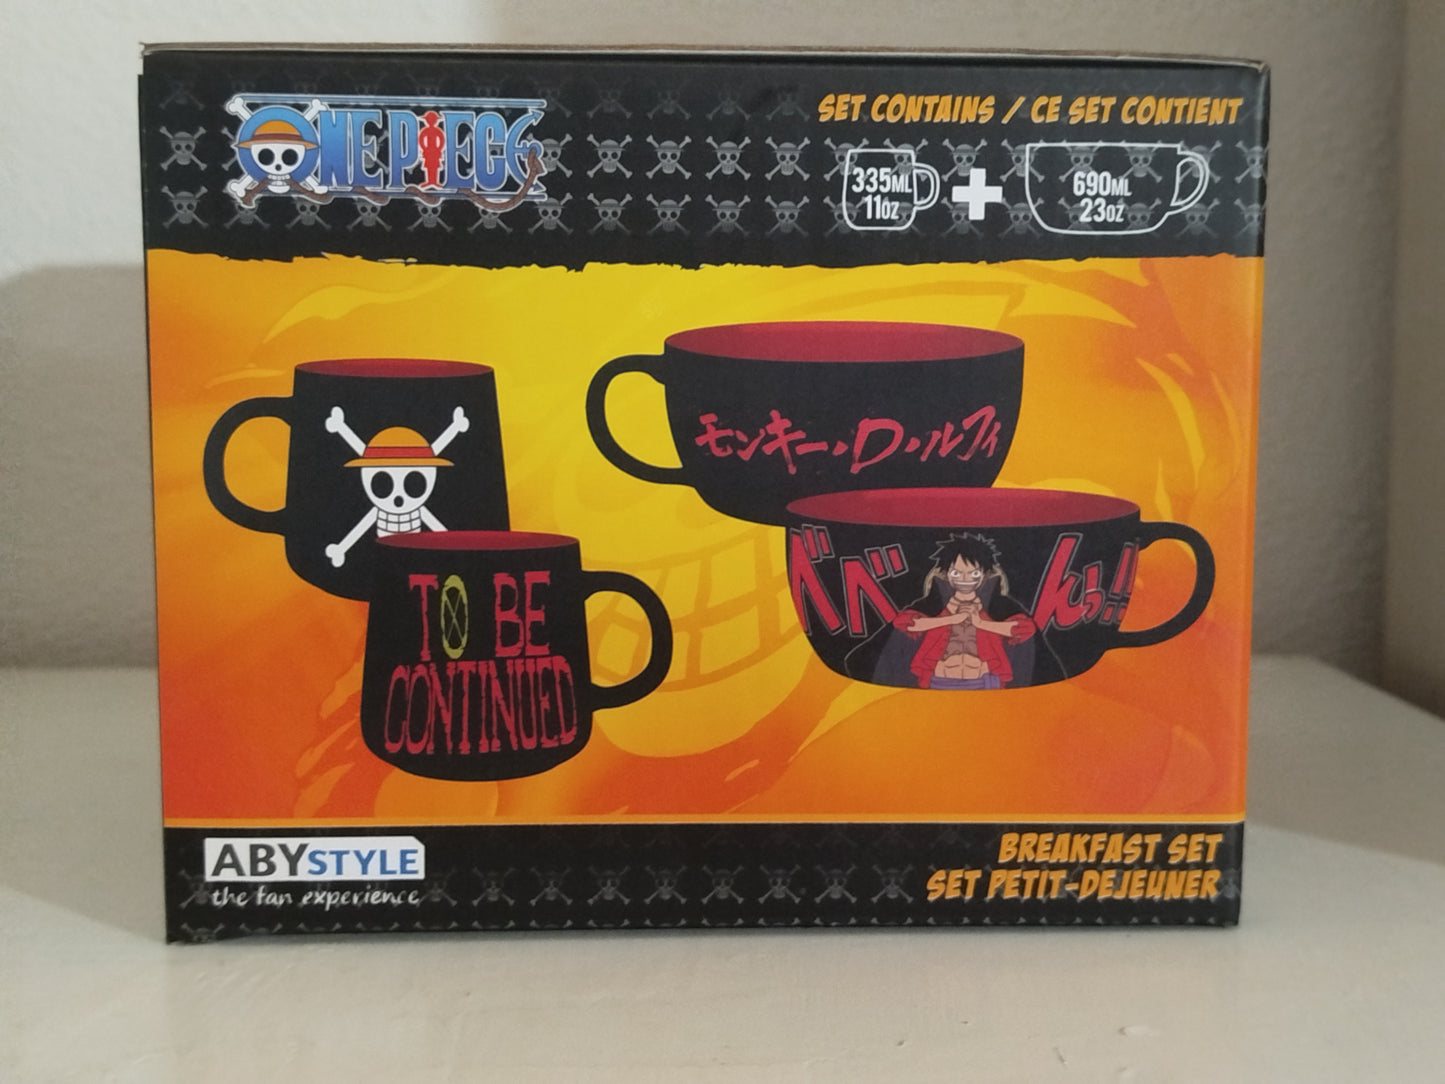 ONE PIECE
SET CONTAINS / CE SET CONTIENT
335ML
11OZ
+
690ML
23OZ
モンキー・D・ルフィ
TO BE
CONTINUED
べべ
んっ!!
ABYSTYLE
the fan experience
BREAKFAST SET
SET PETIT-DEJEUNER